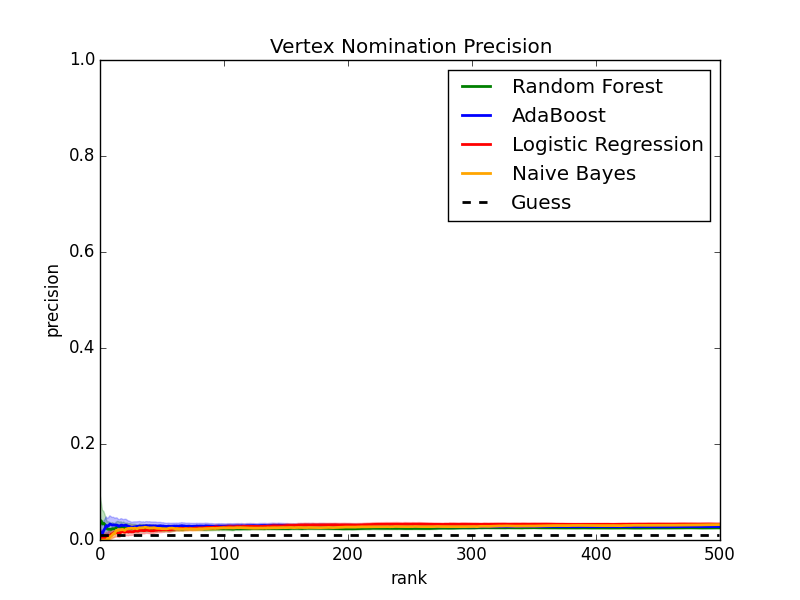 Vertex Nomination Precision
1.0
0.8
0.6
0.4
0.2
0.0
precision
Random Forest
AdaBoost
Logistic Regression
Naive Bayes
Guess
0 100 200 300 400 500
rank